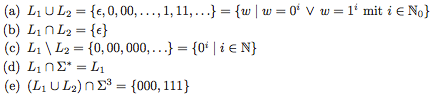 (a) L₁ ∪ L₂ = {ϵ, 0, 00, ..., 1, 11, ...} = {w | w = 0ⁱ ∨ w = 1ⁱ mit i ∈ ℕ₀}
(b) L₁ ∩ L₂ = {ϵ}
(c) L₁ \ L₂ = {0, 00, 000, ...} = {0ⁱ | i ∈ ℕ}
(d) L₁ ∩ Σ* = L₁
(e) (L₁ ∪ L₂) ∩ Σ³ = {000, 111}